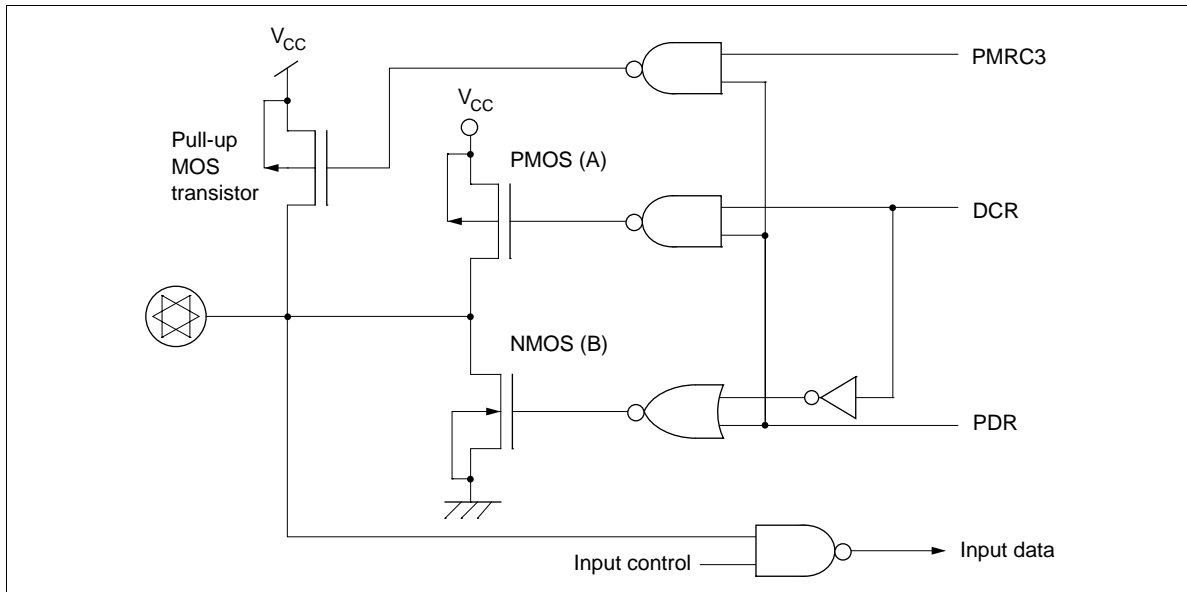 VCC
PMRC3
VCC
Pull-up
MOS
transistor
PMOS (A)
DCR
NMOS (B)
PDR
Input control
Input data